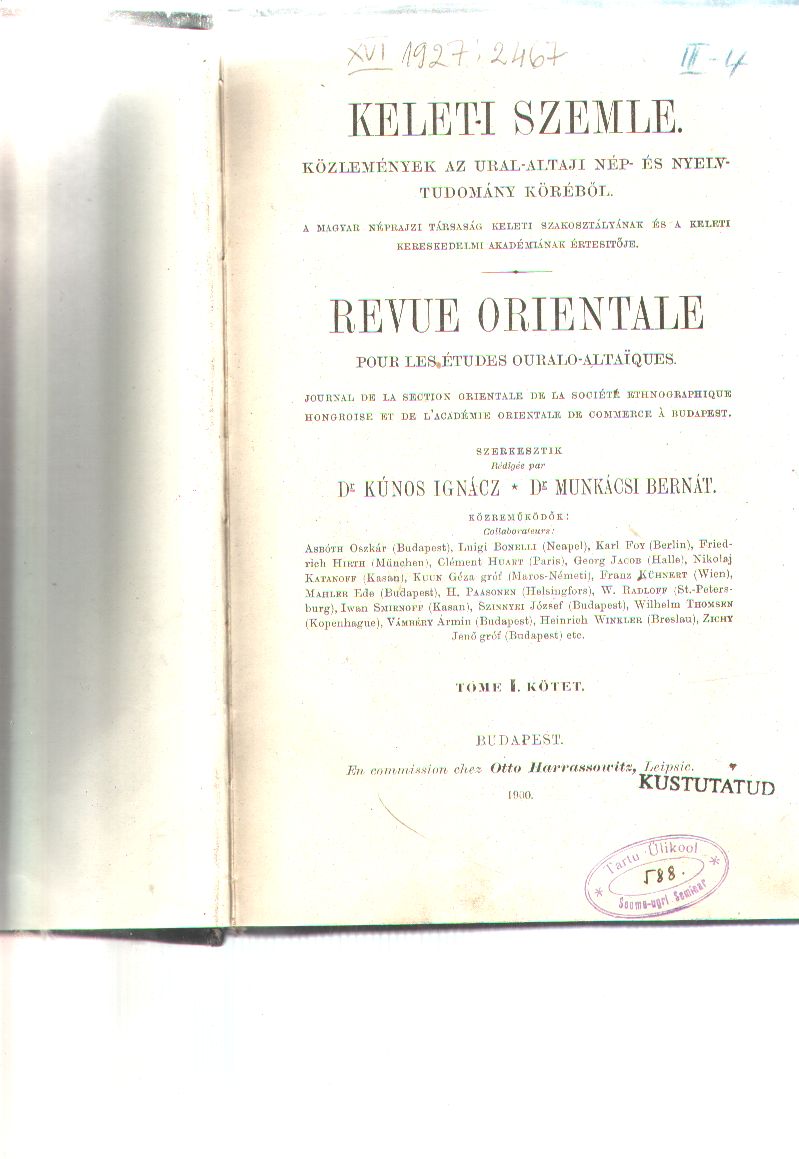 XVI 1927: 2467
III-4
KELETI SZEMLE.
KÖZLEMÉNYEK AZ URAL-ALTAJI NÉP- ÉS NYELV-
TUDOMÁNY KÖRÉBŐL.
A MAGYAR NÉPRAJZI TÁRSASÁG KELETI SZAKOSZTÁLYÁNAK ÉS A KELETI
KERESKEDELMI AKADÉMIÁNAK ÉRTESITŐJE.
REVUE ORIENTALE
POUR LES ÉTUDES OURALO-ALTAÏQUES.
JOURNAL DE LA SECTION ORIENTALE DE LA SOCIÉTÉ ETHNOGRAPHIQUE
HONGROISE ET DE L'ACADÉMIE ORIENTALE DE COMMERCE À BUDAPEST.
SZERKESZTIK
Rédigée par
Dr KÚNOS IGNÁCZ * Dr MUNKÁCSI BERNÁT.
KÖZREMŰKÖDŐK:
Collaborateurs:
ASBÓTH Oszkár (Budapest), Luigi BONELLI (Neapel), Karl FOY (Berlin), Fried-
rich HIRTH (München), Clément HUART (Paris), Georg JACOB (Halle), Nikolaj
KATANOFF (Kasan), KUUN Géza gróf (Maros-Németi), Franz KÜHNERT (Wien),
MAHLER Ede (Budapest), H. PAASONEN (Helsingfors), W. RADLOFF (St.-Peters-
burg), Iwan SMIRNOFF (Kasan), SZINNYEI József (Budapest), Wilhelm THOMSEN
(Kopenhague), VÁMBÉRY Ármin (Budapest), Heinrich WINKLER (Breslau), ZICHY
Jenő gróf (Budapest) etc.
TOME I. KÖTET.
BUDAPEST.
En commission chez Otto Harrassowitz, Leipsic.
KUSTUTATUD
1900.
Tartu Ülikool
588.
Soome-ugri Seminar